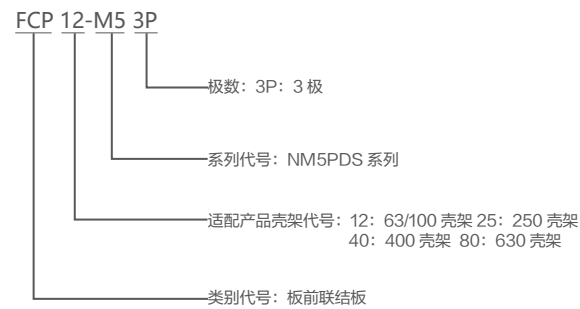 FCP 12-M5 3P
极数：3P：3 极
系列代号：NM5PDS 系列
适配产品壳架代号：12：63/100 壳架 25：250 壳架
40：400 壳架 80：630 壳架
类别代号：板前联结板